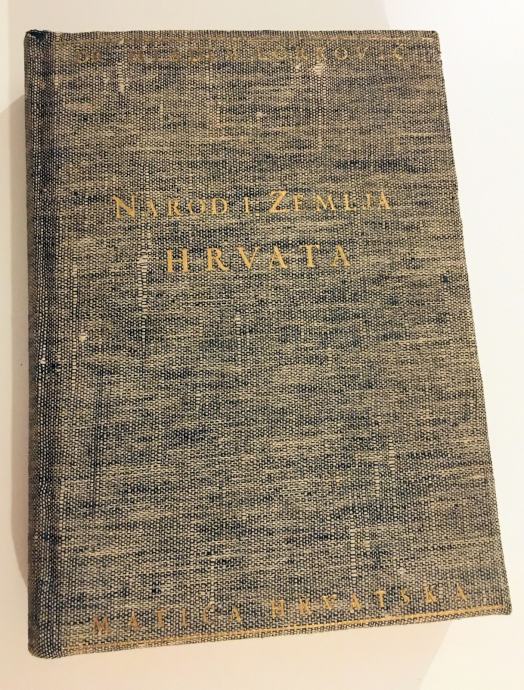 NAROD I ZEMLJA
HRVATA
MATICA HRVATSKA